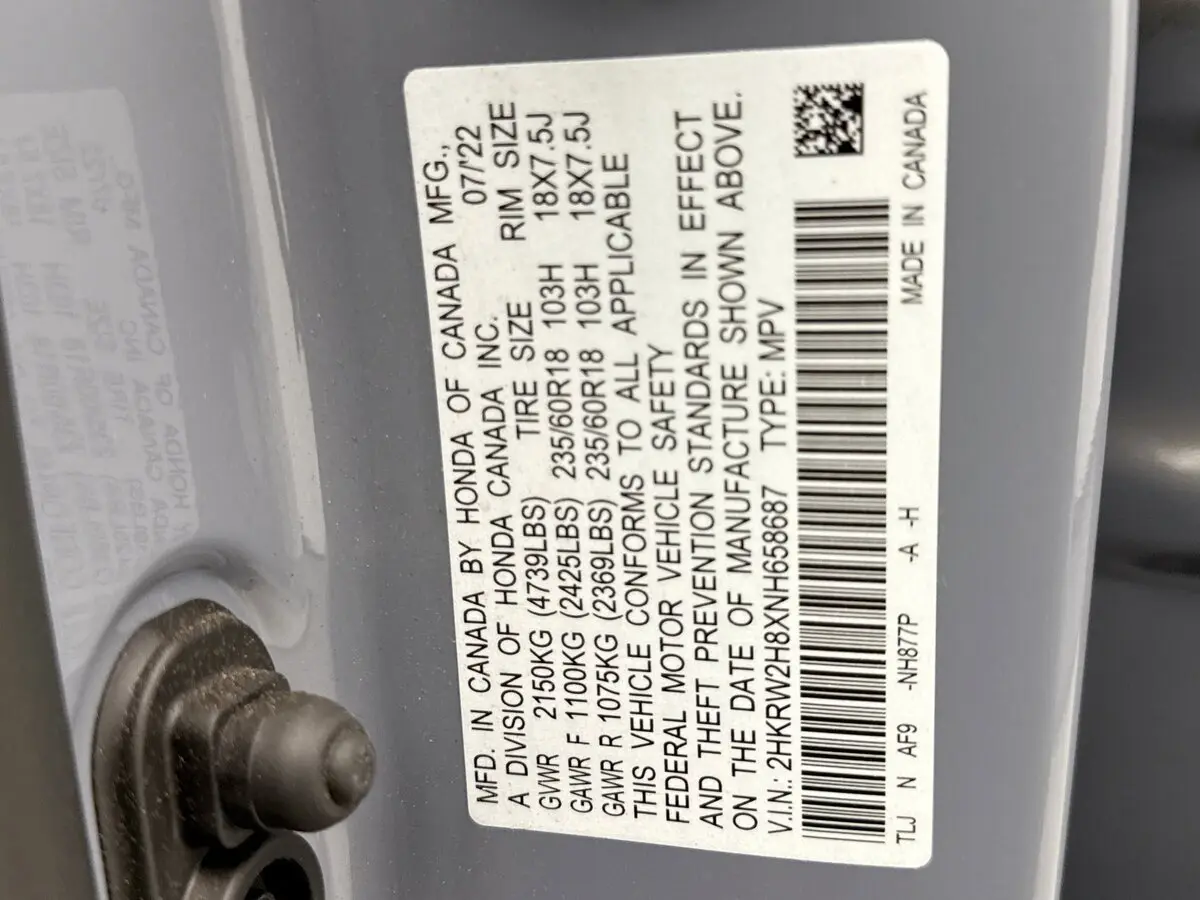 MFD. IN CANADA BY HONDA OF CANADA MFG.,
A DIVISION OF HONDA CANADA INC. 07/'22
GVWR 2150KG (4739LBS) TIRE SIZE RIM SIZE
GAWR F 1100KG (2425LBS) 235/60R18 103H 18X7.5J
GAWR R 1075KG (2369LBS) 235/60R18 103H 18X7.5J
THIS VEHICLE CONFORMS TO ALL APPLICABLE
FEDERAL MOTOR VEHICLE SAFETY
AND THEFT PREVENTION STANDARDS IN EFFECT
ON THE DATE OF MANUFACTURE SHOWN ABOVE.
V.I.N.: 2HKRW2H8XNH658687 TYPE: MPV
TLJ N AF9 -NH877P -A -H MADE IN CANADA